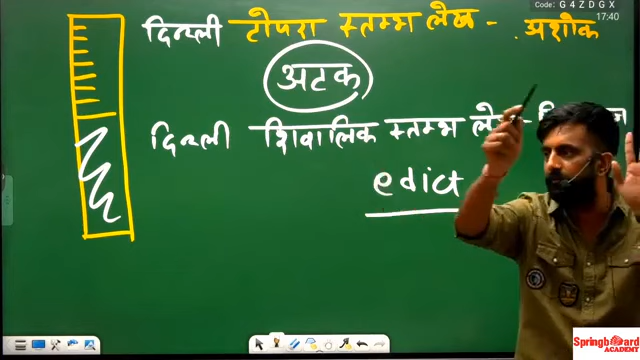 Code: G 4 Z D G X
17:40
दिल्ली टोपरा स्तम्भ लेख - अशोक
अटक
दिल्ली शिवालिक स्तम्भ लेख -
edict
Springboard
ACADEMY